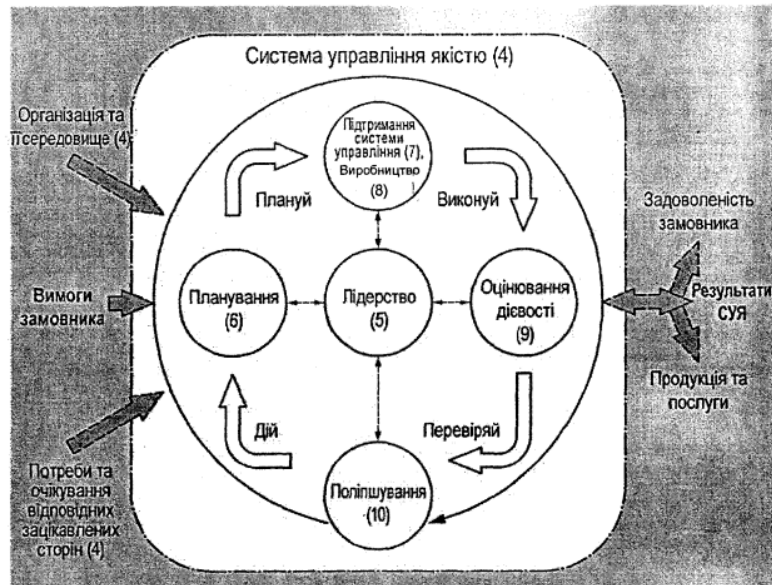 Система управління якістю (4)
Організація та
її середовище (4)
Підтримання
системи
управління (7),
Виробництво
(8)
Плануй
Виконуй
Задоволеність
замовника
Вимоги
замовника
Планування
(6)
Лідерство
(5)
Оцінювання
дієвості
(9)
Результати
СУЯ
Дій
Перевіряй
Продукція та
послуги
Потреби та
очікування
відповідних
зацікавлених
сторін (4)
Поліпшування
(10)